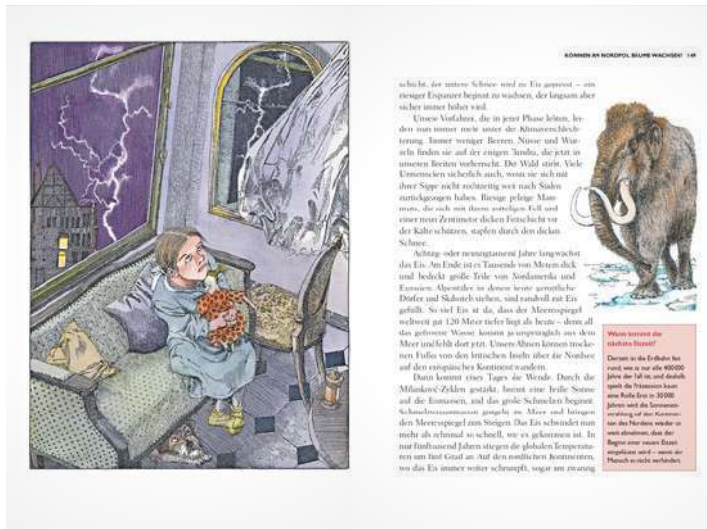 KÖNNEN AM NORDPOL BÄUME WACHSEN? 149
schicht, der untere Schnee wird zu Eis gepresst – ein
riesiger Eispanzer beginnt zu wachsen, der langsam aber
sicher immer höher wird.
Unsere Vorfahren, die in jener Phase lebten, lei-
den nun immer mehr unter der Klimaverschlech-
terung. Immer weniger Beeren, Nüsse und Wur-
zeln finden sie auf der eisigen Tundra, die jetzt in
unseren Breiten vorherrscht. Der Wald stirbt. Viele
Urmenschen sicherlich auch, wenn sie sich mit
ihrer Sippe nicht rechtzeitig weit nach Süden
zurückgezogen haben. Riesige pelzige Mam-
muts, die sich mit ihrem zotteligen Fell und
einer neun Zentimeter dicken Fettschicht vor
der Kälte schützen, stapfen durch den dicken
Schnee.
Achtzig- oder neunzigtausend Jahre lang wächst
das Eis. Am Ende ist es Tausende von Metern dick
und bedeckt große Teile von Nordamerika und
Eurasien. Alpentäler, in denen heute gemütliche
Dörfer und Skihotels stehen, sind randvoll mit Eis
gefüllt. So viel Eis ist da, dass der Meeresspiegel
weltweit gut 120 Meter tiefer liegt als heute – denn all
das gefrorene Wasser kommt ja ursprünglich aus dem
Meer und fehlt dort jetzt. Unsere Ahnen können trocke-
nen Fußes von den britischen Inseln über die Nordsee
auf den europäischen Kontinent wandern.
Dann kommt eines Tages die Wende. Durch die
Milanković-Zyklen gestärkt, brennt eine Sonne
auf die Eismassen, und das große Schmelzen beginnt.
Schmelzwassermassen gurgeln ins Meer und bringen
den Meeresspiegel zum Steigen. Das Eis schwindet nun
mehr als zehnmal so schnell, wie es gekommen ist. In
nur fünftausend Jahren stiegen die globalen Temperatu-
ren um fünf Grad an. Auf den nördlichen Kontinenten,
wo das Eis immer weiter schrumpft, sogar um zwanzig
Wann kommt die
nächste Eiszeit?
Derzeit ist die Erdbahn fast
rund, wie es nur alle 400 000
Jahre der Fall ist, und deshalb
spielt die Präzession kaum
eine Rolle. Erst in 30 000
Jahren wird die Sonnenein-
strahlung auf den Kontinen-
ten des Nordens wieder so
weit abnehmen, dass der
Beginn einer neuen Eiszeit
eingeläutet wird – wenn der
Mensch es nicht verhindert.